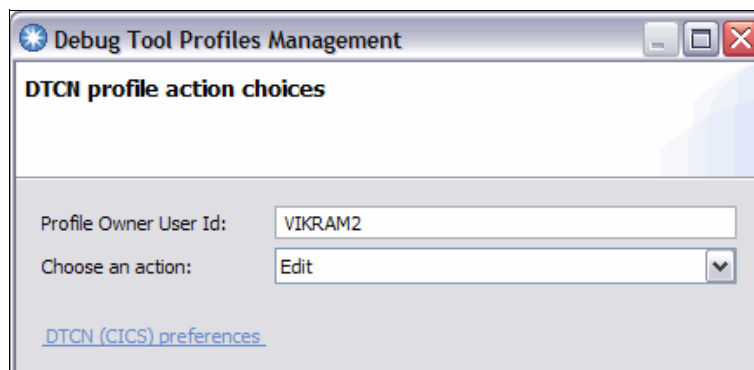 Debug Tool Profiles Management
DTCN profile action choices
Profile Owner User Id: VIKRAM2
Choose an action: Edit
DTCN (CICS) preferences